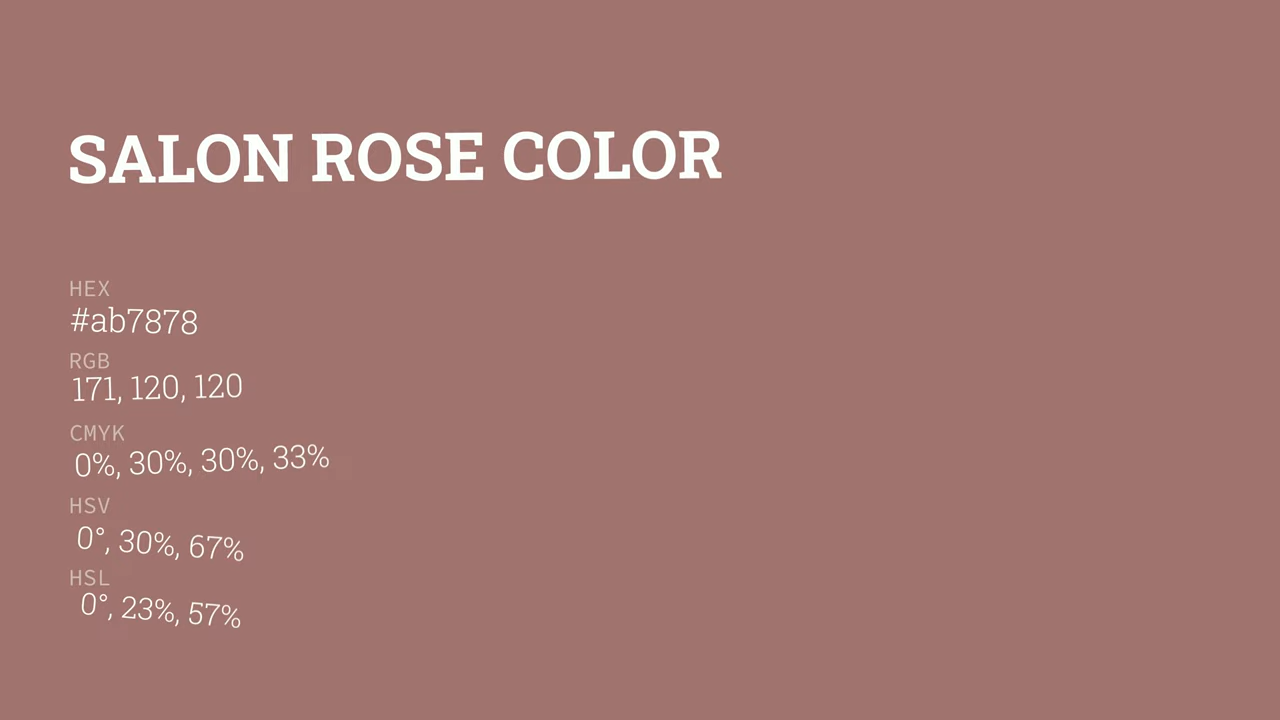 SALON ROSE COLOR
HEX
#ab7878
RGB
171, 120, 120
CMYK
0%, 30%, 30%, 33%
HSV
0°, 30%, 67%
HSL
0°, 23%, 57%